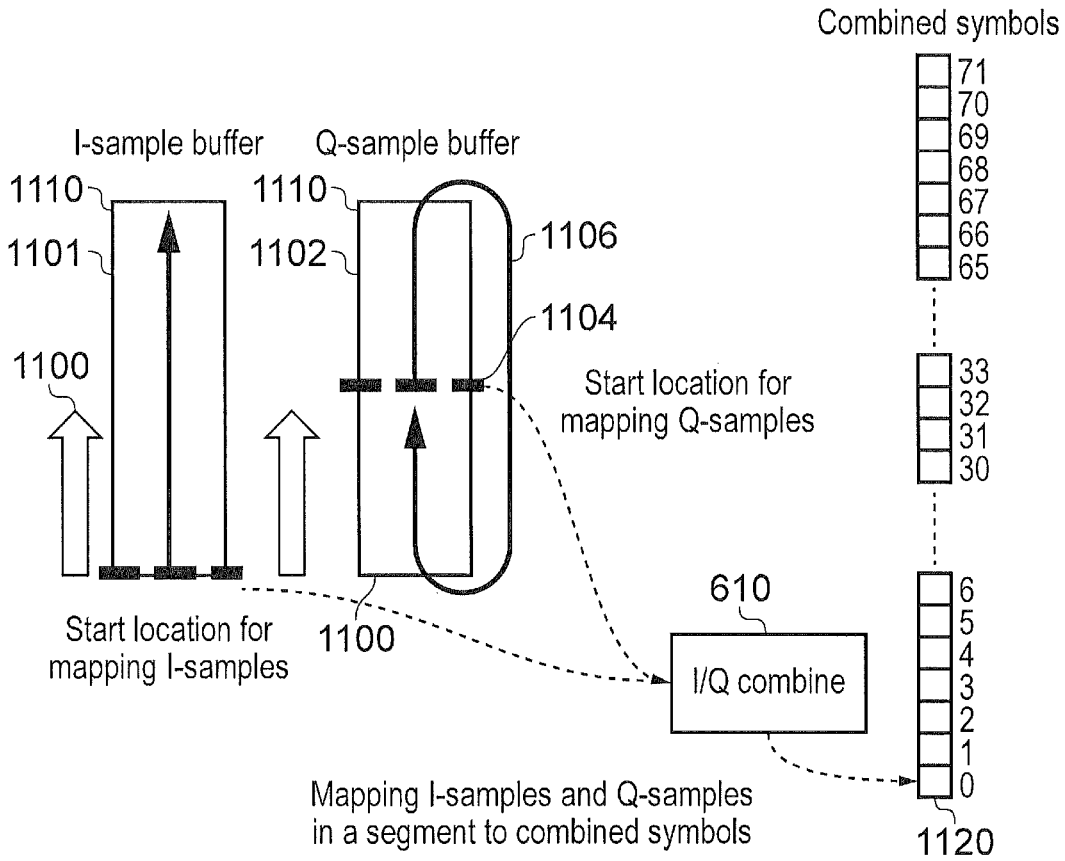 Combined symbols
71
70
69
68
67
66
65
33
32
31
30
6
5
4
3
2
1
0
1120
I-sample buffer
Q-sample buffer
1110
1101
1100
1110
1102
1106
1104
Start location for
mapping Q-samples
1100
Start location for
mapping I-samples
610
I/Q combine
Mapping I-samples and Q-samples
in a segment to combined symbols